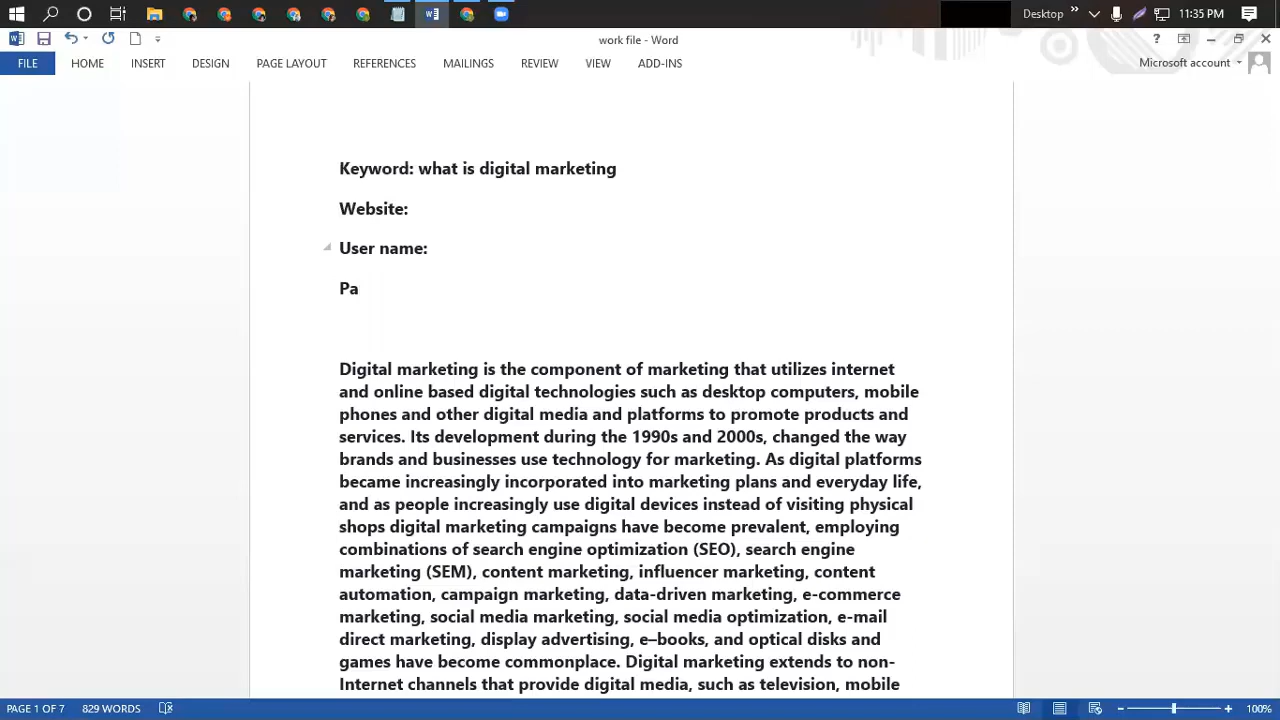 Desktop
»
11:35 PM
work file - Word
?
FILE HOME INSERT DESIGN PAGE LAYOUT REFERENCES MAILINGS REVIEW VIEW ADD-INS
Microsoft account
Keyword: what is digital marketing
Website:
User name:
Pa
Digital marketing is the component of marketing that utilizes internet
and online based digital technologies such as desktop computers, mobile
phones and other digital media and platforms to promote products and
services. Its development during the 1990s and 2000s, changed the way
brands and businesses use technology for marketing. As digital platforms
became increasingly incorporated into marketing plans and everyday life,
and as people increasingly use digital devices instead of visiting physical
shops digital marketing campaigns have become prevalent, employing
combinations of search engine optimization (SEO), search engine
marketing (SEM), content marketing, influencer marketing, content
automation, campaign marketing, data-driven marketing, e-commerce
marketing, social media marketing, social media optimization, e-mail
direct marketing, display advertising, e–books, and optical disks and
games have become commonplace. Digital marketing extends to non-
Internet channels that provide digital media, such as television, mobile
PAGE 1 OF 7 829 WORDS
100%